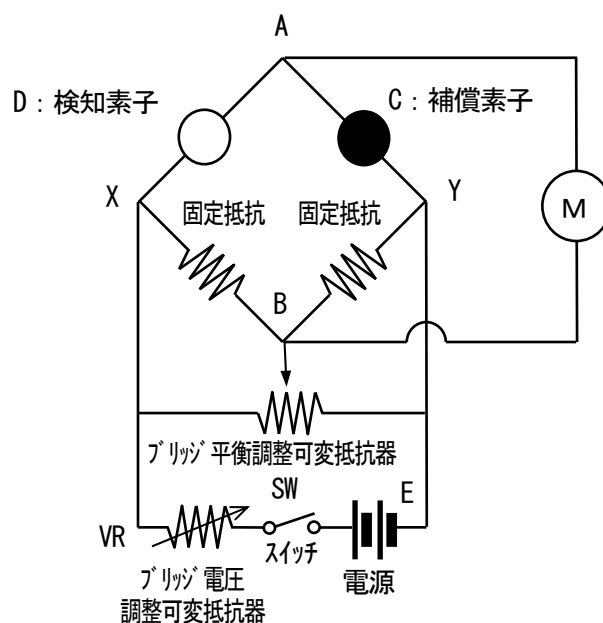 A
D：検知素子
C：補償素子
X
Y
固定抵抗
固定抵抗
M
B
ﾌﾞﾘｯｼﾞ平衡調整可変抵抗器
SW
E
VR
スイッチ
電源
ﾌﾞﾘｯｼﾞ電圧
調整可変抵抗器